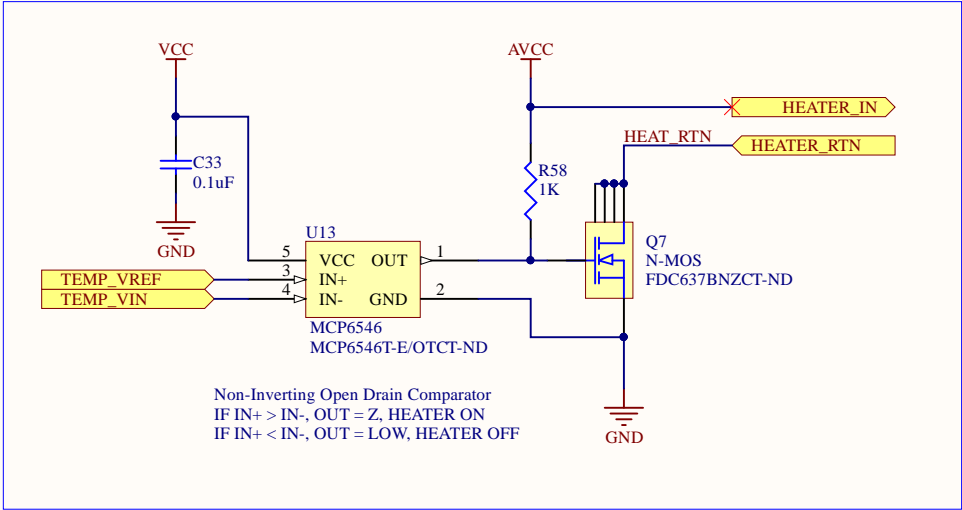 VCC
AVCC
HEATER_IN
HEAT_RTN
HEATER_RTN
C33
0.1uF
R58
1K
GND
U13
5
VCC
OUT
1
3
IN+
4
IN-
GND
2
TEMP_VREF
TEMP_VIN
Q7
N-MOS
FDC637BNZCT-ND
MCP6546
MCP6546T-E/OTCT-ND
Non-Inverting Open Drain Comparator
IF IN+ > IN-, OUT = Z, HEATER ON
IF IN+ < IN-, OUT = LOW, HEATER OFF
GND